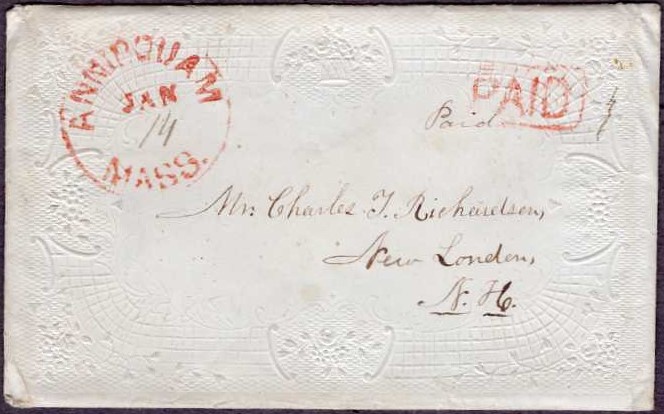 ANNISQUAM
JAN
14
MASS.
PAID
Paid
Mr. Charles T. Richardson,
New London,
N. H.